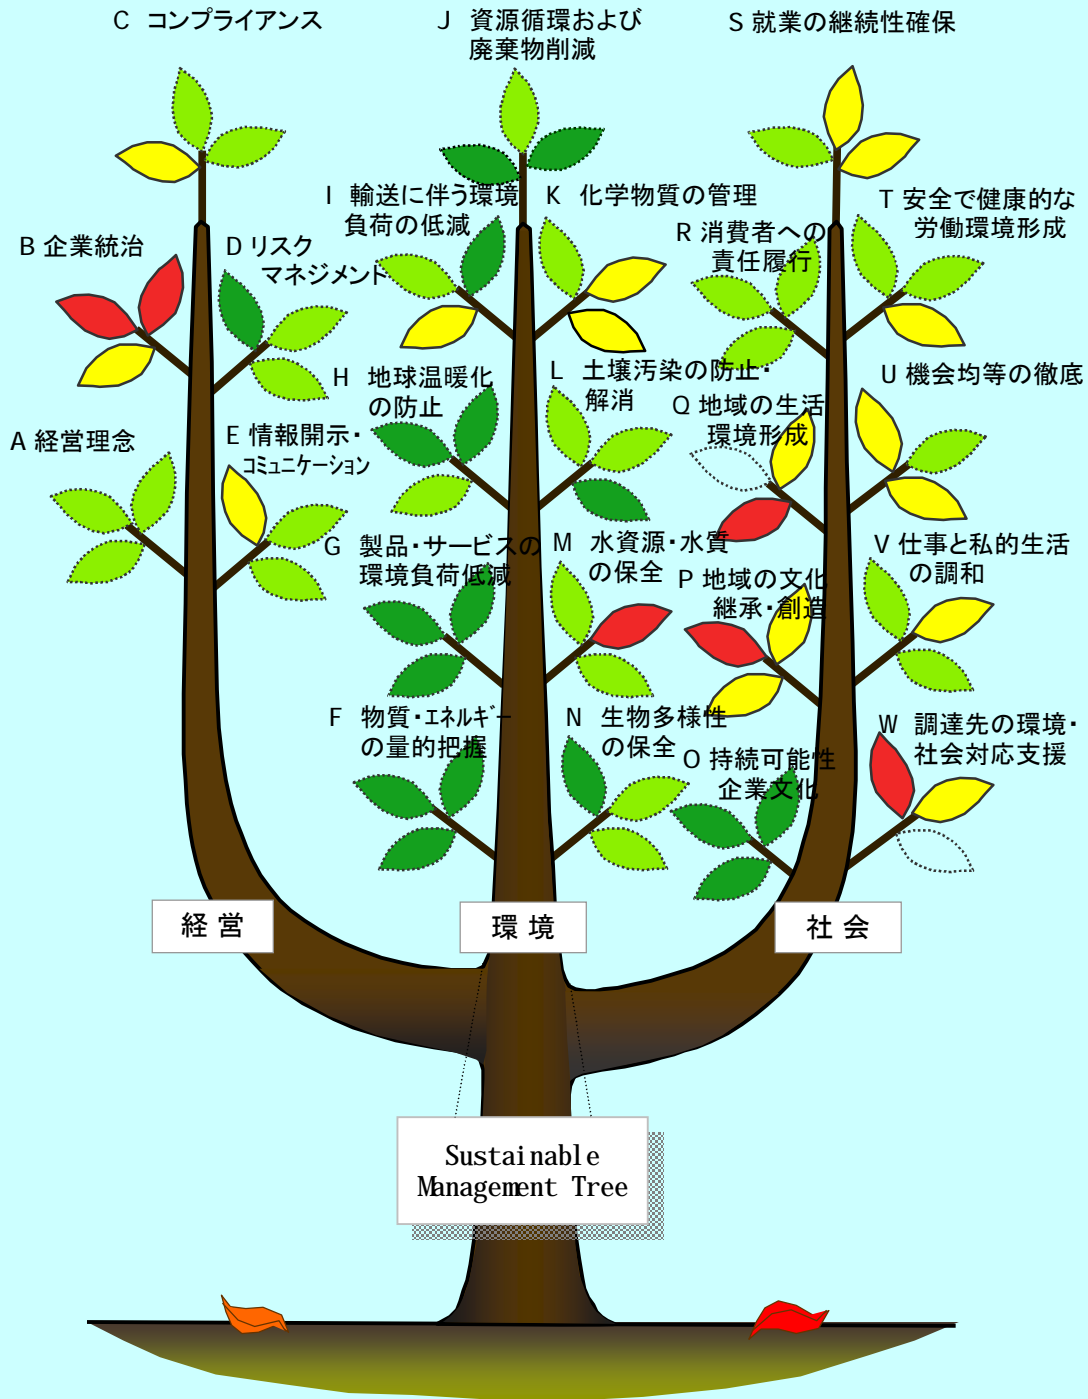 C コンプライアンス
J 資源循環および
廃棄物削減
S 就業の継続性確保
I 輸送に伴う環境
負荷の低減
K 化学物質の管理
R 消費者への
責任履行
T 安全で健康的な
労働環境形成
B 企業統治
D リスク
マネジメント
H 地球温暖化
の防止
L 土壌汚染の防止・
解消
Q 地域の生活
環境形成
U 機会均等の徹底
A 経営理念
E 情報開示・
コミュニケーション
G 製品・サービスの
環境負荷低減
M 水資源・水質
の保全
P 地域の文化
継承・創造
V 仕事と私的生活
の調和
F 物質・エネルギー
の量的把握
N 生物多様性
の保全
O 持続可能性
企業文化
W 調達先の環境・
社会対応支援
経 営
環 境
社 会
Sustainable
Management Tree